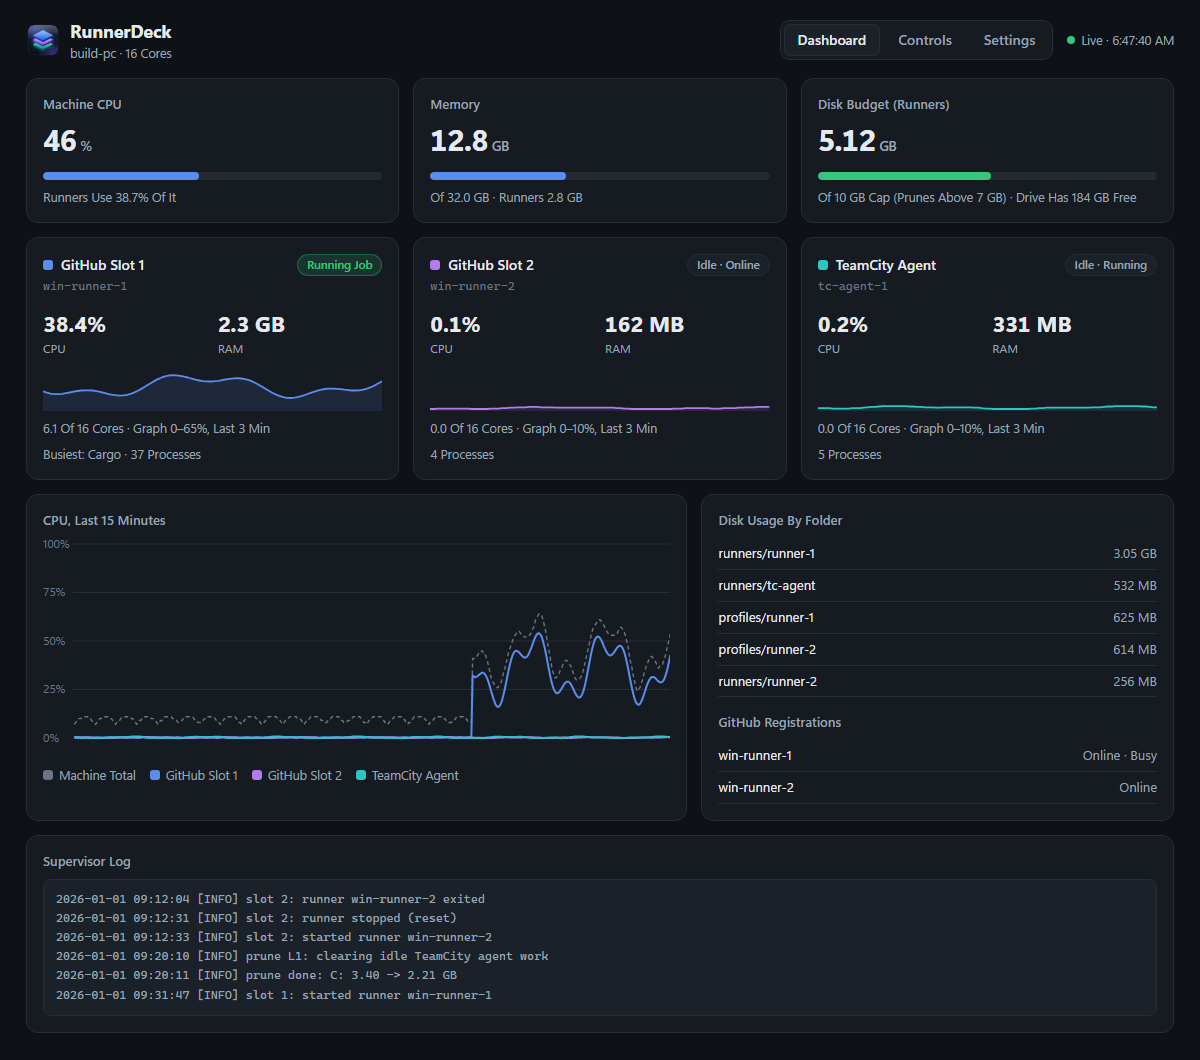 RunnerDeck
build-pc · 16 Cores
Dashboard
Controls
Settings
Live · 6:47:40 AM
Machine CPU
46 %
Runners Use 38.7% Of It
Memory
12.8 GB
Of 32.0 GB · Runners 2.8 GB
Disk Budget (Runners)
5.12 GB
Of 10 GB Cap (Prunes Above 7 GB) · Drive Has 184 GB Free
GitHub Slot 1
Running Job
win-runner-1
38.4%
2.3 GB
CPU
RAM
6.1 Of 16 Cores · Graph 0–65%, Last 3 Min
Busiest: Cargo · 37 Processes
GitHub Slot 2
Idle · Online
win-runner-2
0.1%
162 MB
CPU
RAM
0.0 Of 16 Cores · Graph 0–10%, Last 3 Min
4 Processes
TeamCity Agent
Idle · Running
tc-agent-1
0.2%
331 MB
CPU
RAM
0.0 Of 16 Cores · Graph 0–10%, Last 3 Min
5 Processes
CPU, Last 15 Minutes
100%
75%
50%
25%
0%
Machine Total
GitHub Slot 1
GitHub Slot 2
TeamCity Agent
Disk Usage By Folder
runners/runner-1 3.05 GB
runners/tc-agent 532 MB
profiles/runner-1 625 MB
profiles/runner-2 614 MB
runners/runner-2 256 MB
GitHub Registrations
win-runner-1 Online · Busy
win-runner-2 Online
Supervisor Log
2026-01-01 09:12:04 [INFO] slot 2: runner win-runner-2 exited
2026-01-01 09:12:31 [INFO] slot 2: runner stopped (reset)
2026-01-01 09:12:33 [INFO] slot 2: started runner win-runner-2
2026-01-01 09:20:10 [INFO] prune L1: clearing idle TeamCity agent work
2026-01-01 09:20:11 [INFO] prune done: C: 3.40 -> 2.21 GB
2026-01-01 09:31:47 [INFO] slot 1: started runner win-runner-1